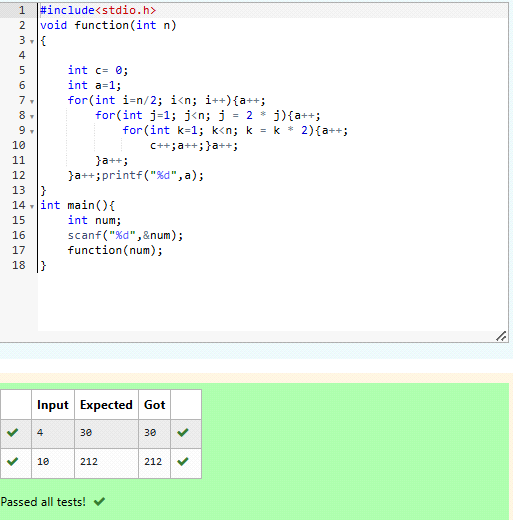 1 #include<stdio.h>
2 void function(int n)
3 {
4
5     int c= 0;
6     int a=1;
7     for(int i=n/2; i<n; i++){a++;
8         for(int j=1; j<n; j = 2 * j){a++;
9             for(int k=1; k<n; k = k * 2){a++;
10                 c++;a++;}a++;
11         }a++;
12     }a++;printf("%d",a);
13 }
14 int main(){
15     int num;
16     scanf("%d",&num);
17     function(num);
18 }
Input Expected Got
4 30 30
10 212 212
Passed all tests!